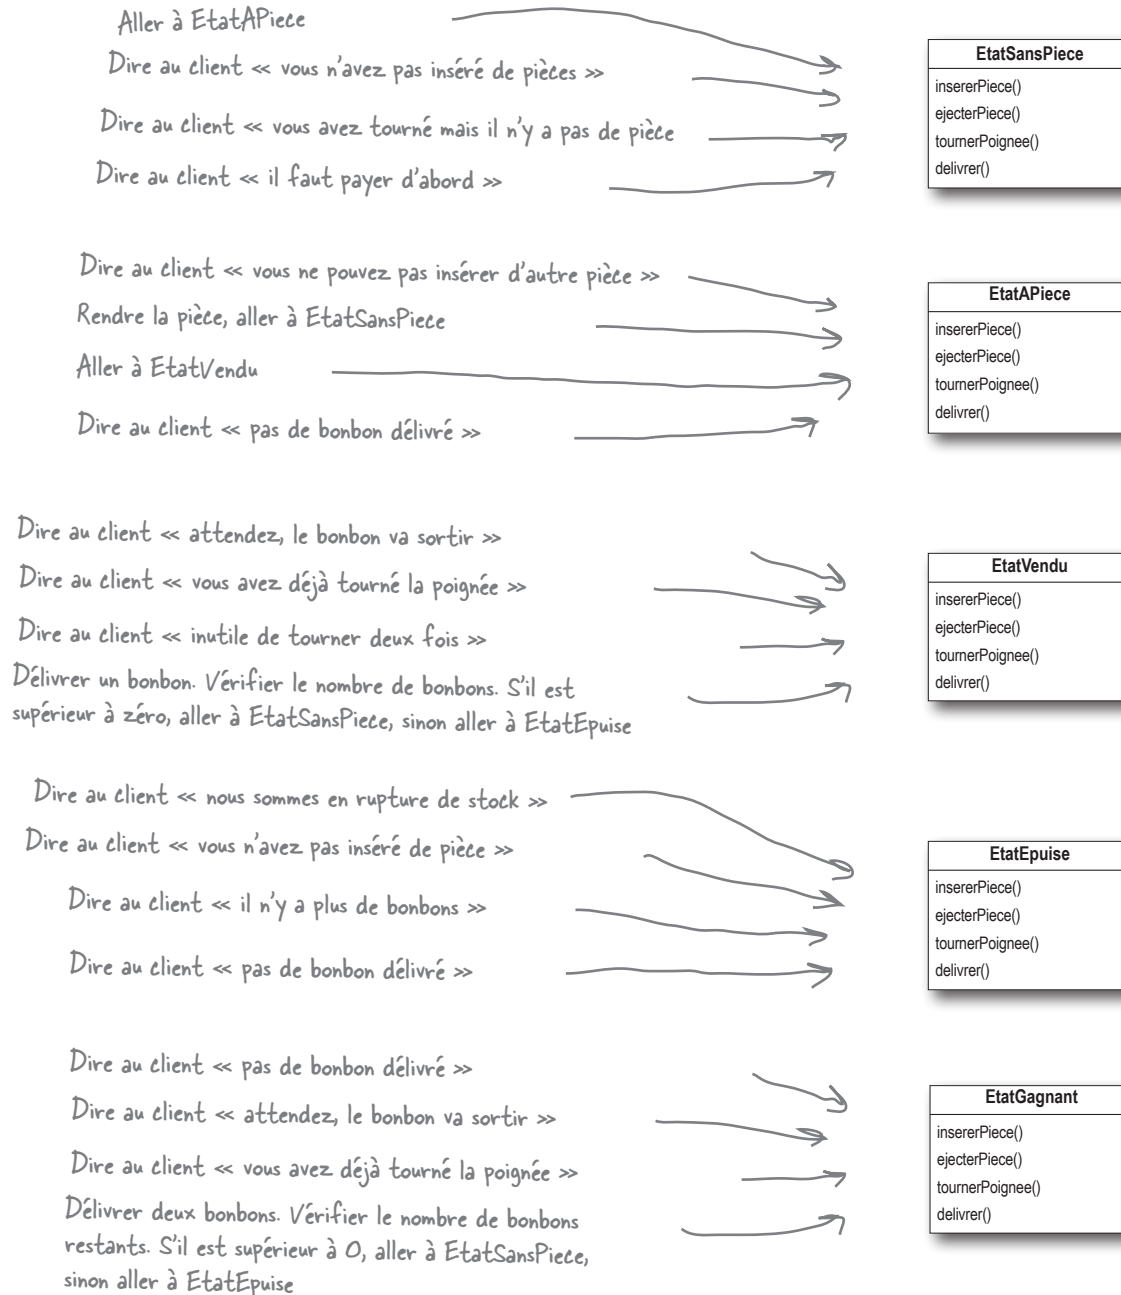 Aller à EtatAPiece
Dire au client « vous n'avez pas inséré de pièces »
Dire au client « vous avez tourné mais il n'y a pas de pièce
Dire au client « il faut payer d'abord »
EtatSansPiece
insererPiece()
ejecterPiece()
tournerPoignee()
delivrer()
Dire au client « vous ne pouvez pas insérer d'autre pièce »
Rendre la pièce, aller à EtatSansPiece
Aller à EtatVendu
Dire au client « pas de bonbon délivré »
EtatAPiece
insererPiece()
ejecterPiece()
tournerPoignee()
delivrer()
Dire au client « attendez, le bonbon va sortir »
Dire au client « vous avez déjà tourné la poignée »
Dire au client « inutile de tourner deux fois »
Délivrer un bonbon. Vérifier le nombre de bonbons. S'il est
supérieur à zéro, aller à EtatSansPiece, sinon aller à EtatEpuise
EtatVendu
insererPiece()
ejecterPiece()
tournerPoignee()
delivrer()
Dire au client « nous sommes en rupture de stock »
Dire au client « vous n'avez pas inséré de pièce »
Dire au client « il n'y a plus de bonbons »
Dire au client « pas de bonbon délivré »
EtatEpuise
insererPiece()
ejecterPiece()
tournerPoignee()
delivrer()
Dire au client « pas de bonbon délivré »
Dire au client « attendez, le bonbon va sortir »
Dire au client « vous avez déjà tourné la poignée »
Délivrer deux bonbons. Vérifier le nombre de bonbons
restants. S'il est supérieur à 0, aller à EtatSansPiece,
sinon aller à EtatEpuise
EtatGagnant
insererPiece()
ejecterPiece()
tournerPoignee()
delivrer()